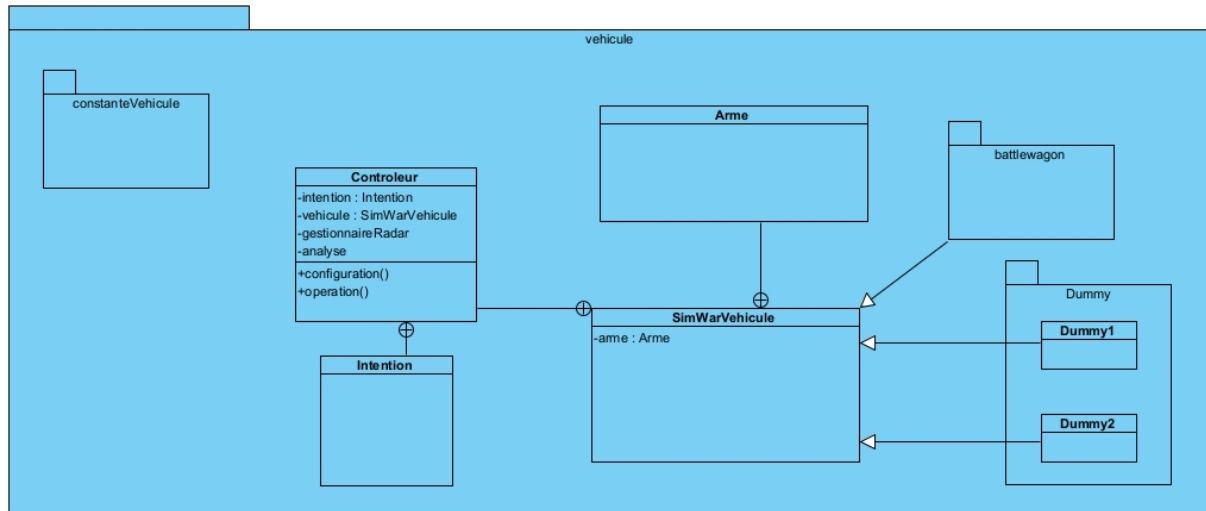 vehicule
constanteVehicule
Arme
battlewagon
Controleur
-intention : Intention
-vehicule : SimWarVehicule
-gestionnaireRadar
-analyse
+configuration()
+operation()
Dummy
SimWarVehicule
-arme : Arme
Dummy1
Intention
Dummy2